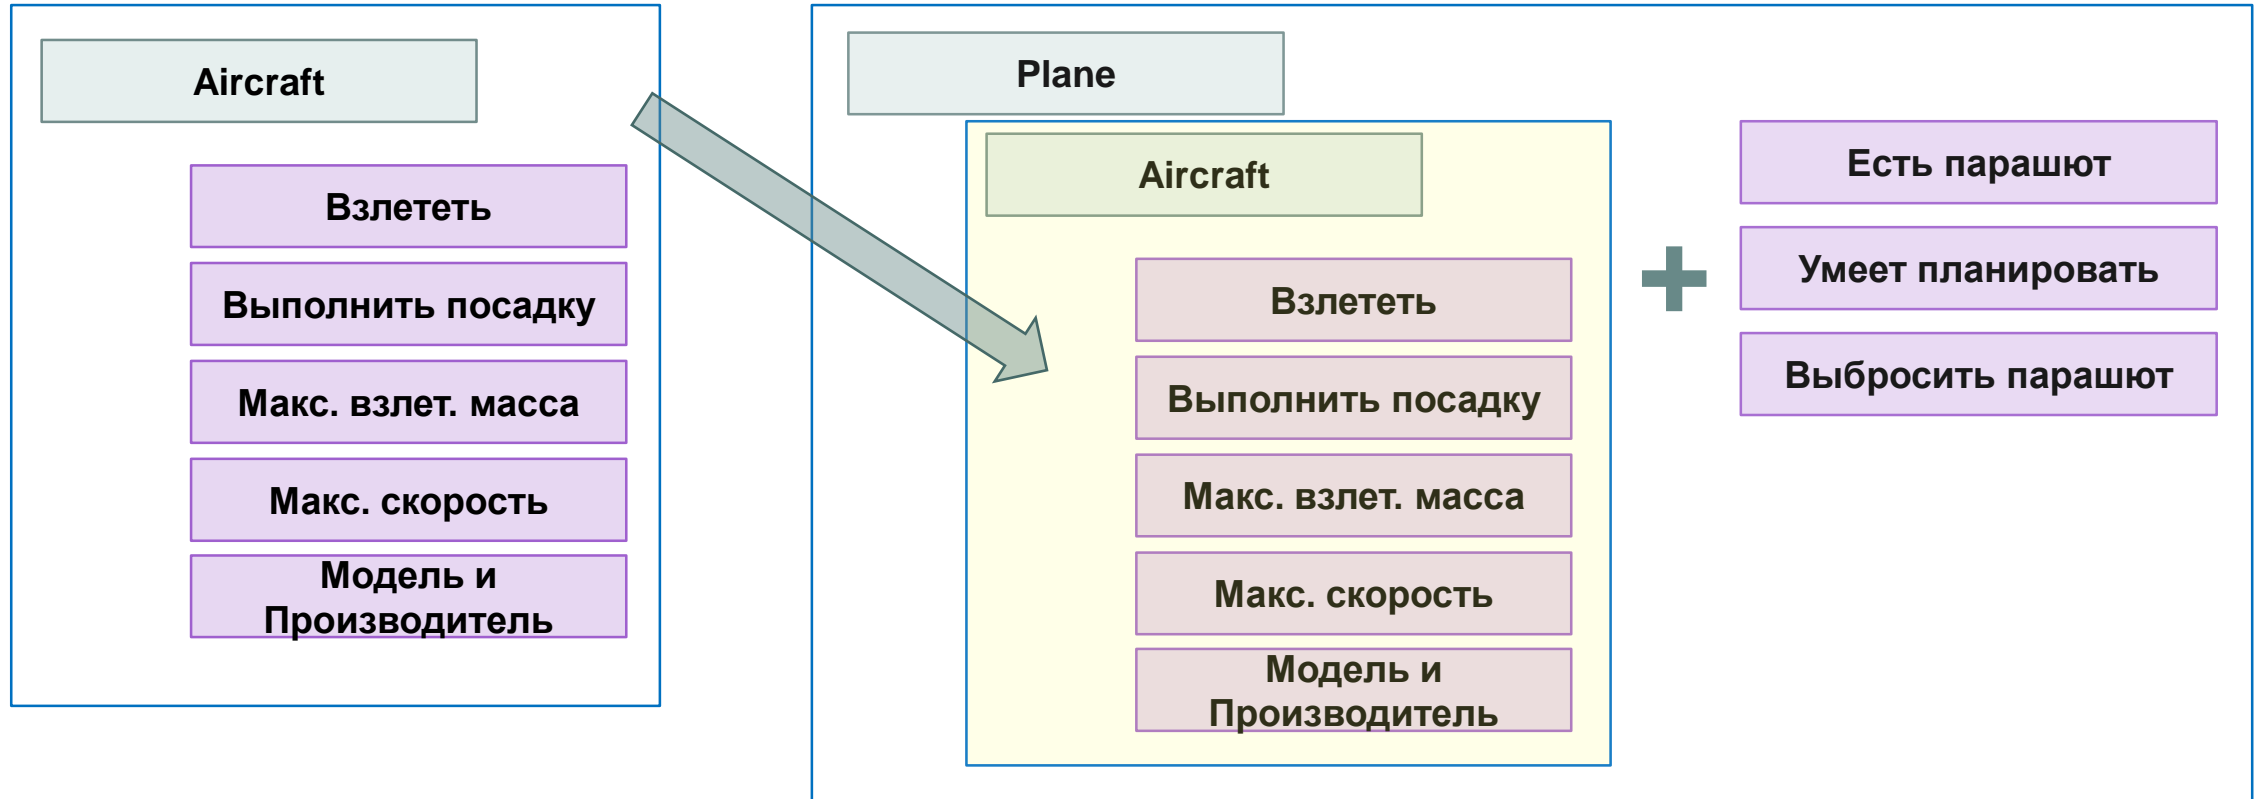 Aircraft
Взлететь
Выполнить посадку
Макс. взлет. масса
Макс. скорость
Модель и
Производитель
Plane
Aircraft
Взлететь
Выполнить посадку
Макс. взлет. масса
Макс. скорость
Модель и
Производитель
Есть парашют
Умеет планировать
Выбросить парашют